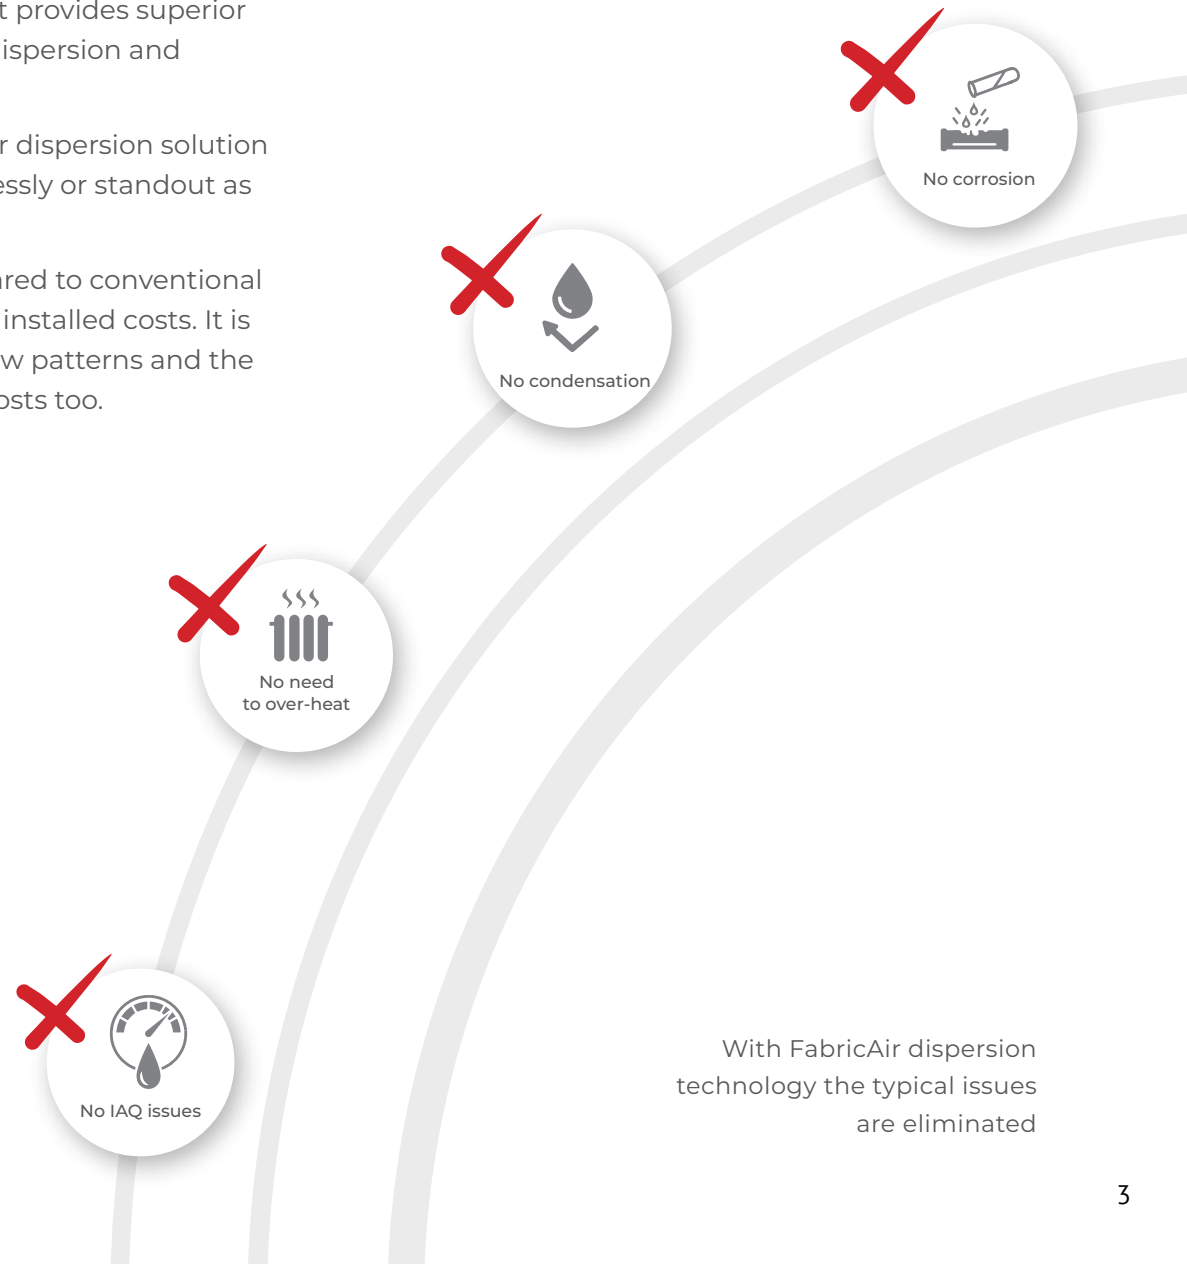 t provides superior
ispersion and
r dispersion solution
essly or standout as
ared to conventional
installed costs. It is
w patterns and the
osts too.
No corrosion
No condensation
No need
to over-heat
No IAQ issues
With FabricAir dispersion
technology the typical issues
are eliminated
3